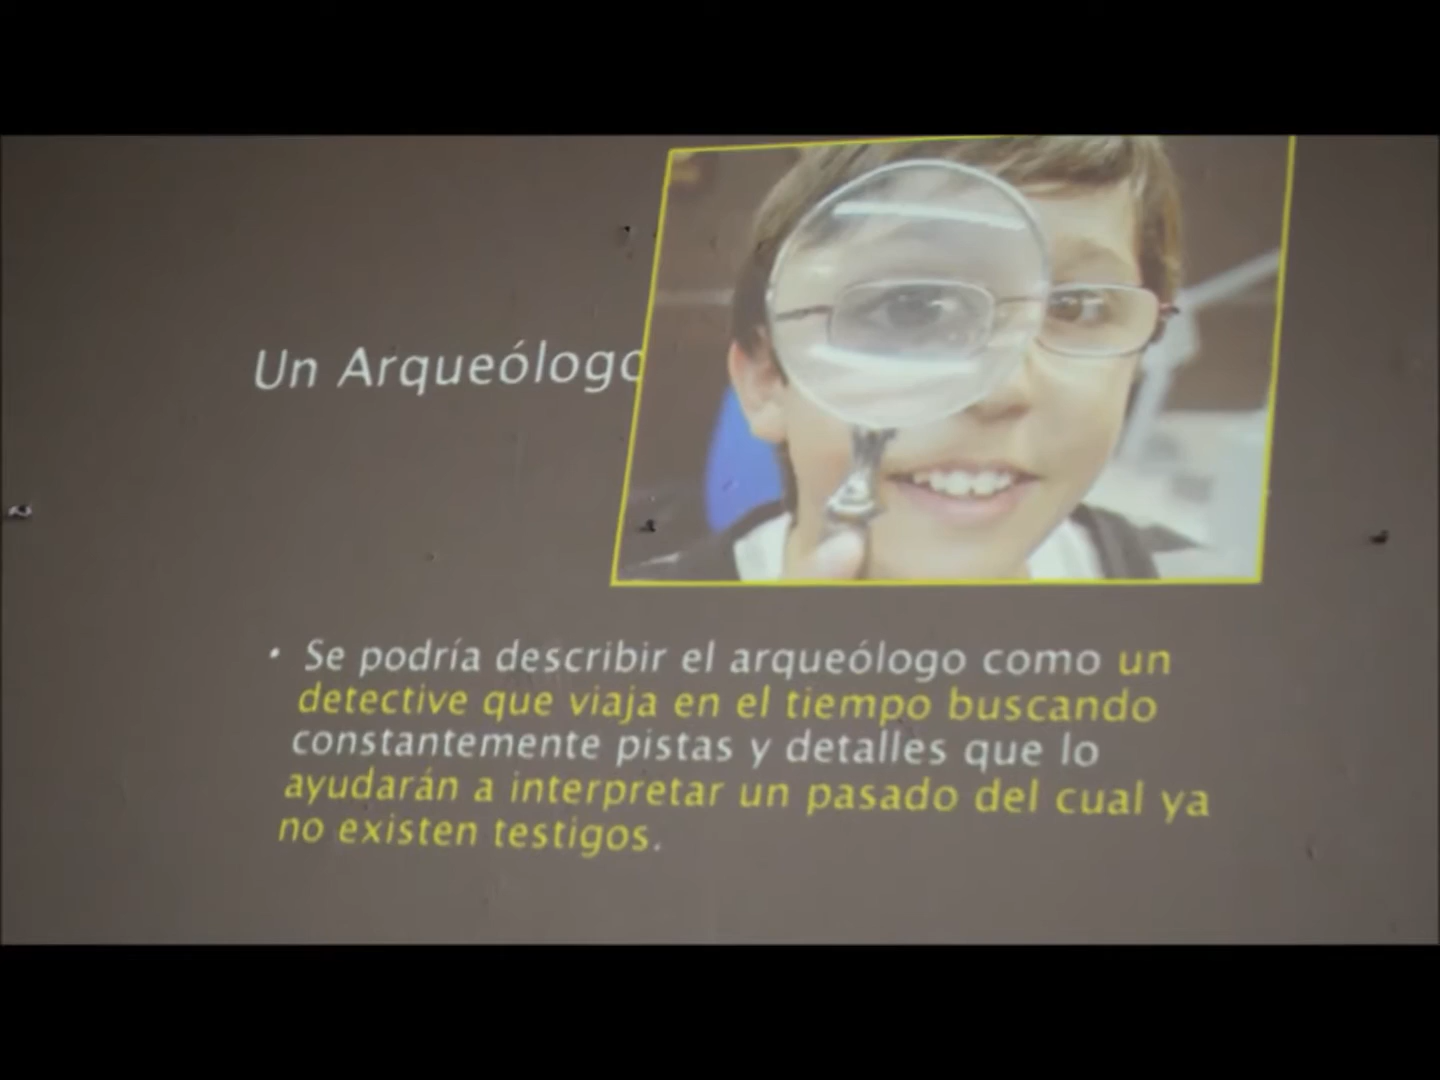 Un Arqueólogo
• Se podría describir el arqueólogo como un
detective que viaja en el tiempo buscando
constantemente pistas y detalles que lo
ayudarán a interpretar un pasado del cual ya
no existen testigos.